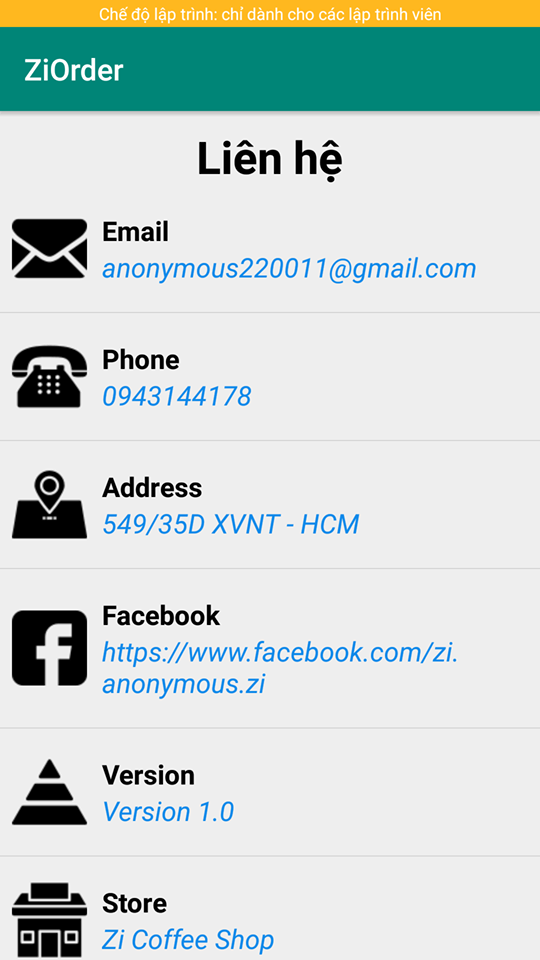 Chế độ lập trình: chỉ dành cho các lập trình viên
ZiOrder
Liên hệ
Email
anonymous220011@gmail.com
Phone
0943144178
Address
549/35D XVNT - HCM
Facebook
https://www.facebook.com/zi.
anonymous.zi
Version
Version 1.0
Store
Zi Coffee Shop